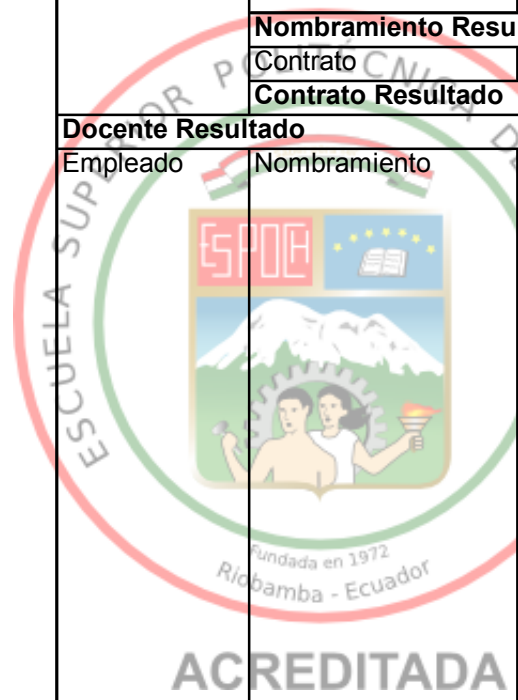 Nombramiento Resu
Contrato
Contrato Resultado
Docente Resultado
Empleado Nombramiento
ESCUELA SUPERIOR POLITÉCNICA DE
ESPOCH
Fundada en 1972
Riobamba - Ecuador
ACREDITADA